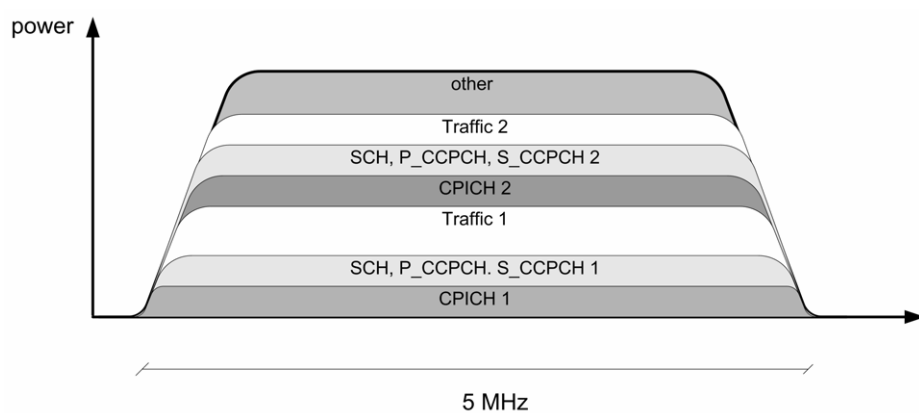 power
other
Traffic 2
SCH, P_CCPCH, S_CCPCH 2
CPICH 2
Traffic 1
SCH, P_CCPCH. S_CCPCH 1
CPICH 1
5 MHz